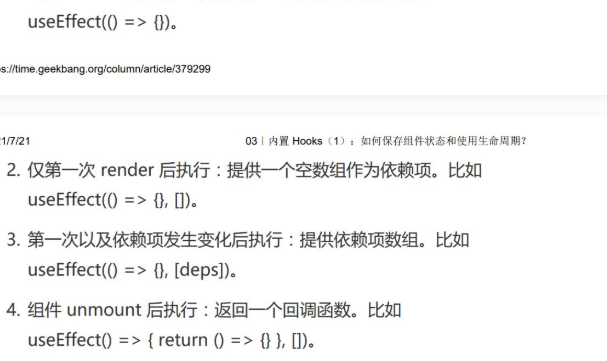 useEffect(() => {})。
s://time.geekbang.org/column/article/379299
1/7/21
03 | 内置 Hooks（1）：如何保存组件状态和使用生命周期？
2. 仅第一次 render 后执行：提供一个空数组作为依赖项。比如
useEffect(() => {}, [])。
3. 第一次以及依赖项发生变化后执行：提供依赖项数组。比如
useEffect(() => {}, [deps])。
4. 组件 unmount 后执行：返回一个回调函数。比如
useEffect() => { return () => {} }, [])。